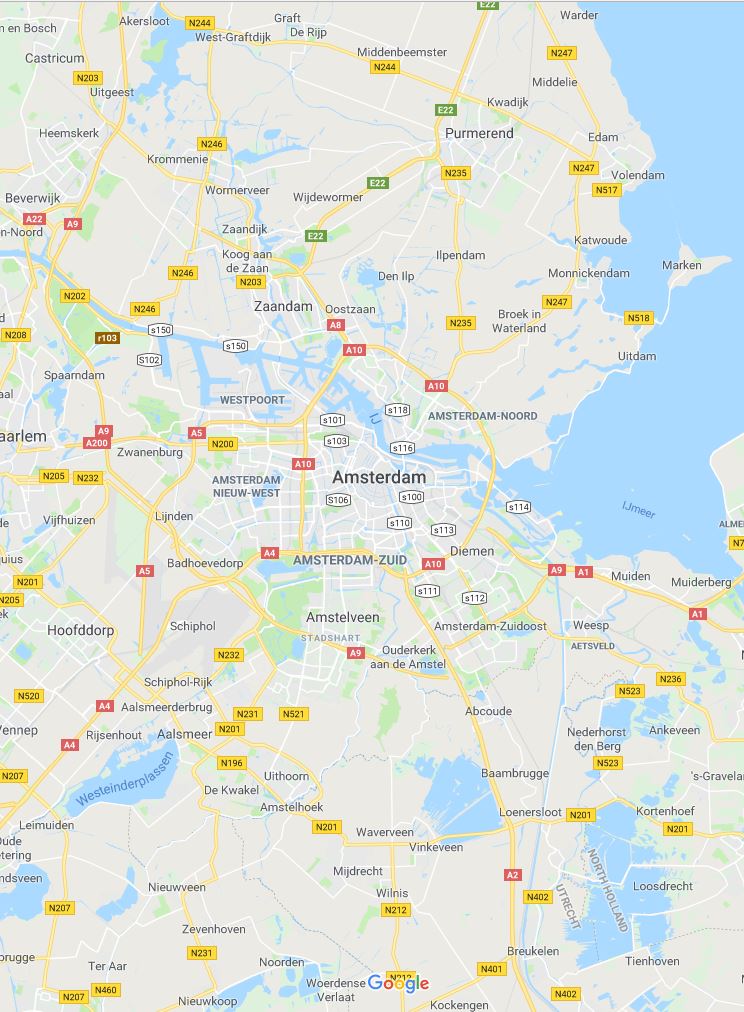 E22
Warder
Graft
Akersloot
N244
De Rijp
en en Bosch
West-Graftdijk
Middenbeemster
N247
Castricum
N244
N203
Middelie
Uitgeest
Kwadijk
E22
Heemskerk
Purmerend
Edam
N246
Krommenie
N247
N235
Volendam
E22
Wormerveer
N517
Beverwijk
Wijdewormer
A22
A9
en-Noord
Zaandijk
E22
Katwoude
Koog aan
de Zaan
Ilpendam
Marken
N246
Den Ilp
Monnickendam
N203
N202
Zaandam
N247
N246
Oostzaan
Broek in
Waterland
N518
s150
A8
N235
N208
r103
s150
A10
S102
Uitdam
Spaarndam
A10
WESTPOORT
IJ
s118
AMSTERDAM-NOORD
s101
A9
A5
aarlem
A200
N200
s103
s116
Zwanenburg
A10
N205
N232
AMSTERDAM
NIEUW-WEST
Amsterdam
S106
s100
s114
IJmeer
Vijfhuizen
Lijnden
s110
s113
ALME
N7
A4
Diemen
quius
Badhoevedorp
AMSTERDAM-ZUID
A10
A5
A9
A1
Muiden
Muiderberg
N201
s111
s112
N205
A1
Hoofddorp
Schiphol
Amstelveen
Amsterdam-Zuidoost
Weesp
STADSHART
AETSVELD
N232
A9
Ouderkerk
aan de Amstel
N520
Schiphol-Rijk
N236
N523
A4
Aalsmeerderbrug
N231
N521
Abcoude
Vennep
Rijsenhout
Aalsmeer
N201
Nederhorst
den Berg
Ankeveen
A4
N196
N523
N207
Westeinderplassen
Uithoorn
Baambrugge
's-Gravela
De Kwakel
Amstelhoek
Loenersloot
N201
Kortenhoef
Leimuiden
N201
Waverveen
N201
Oude
etering
Vinkeveen
ndsveen
Mijdrecht
A2
NORTH HOLLAND
UTRECHT
Nieuwveen
Wilnis
Loosdrecht
N402
N207
N212
Zevenhoven
brugge
N231
Breukelen
Ter Aar
Noorden
N401
Tienhoven
Woerdense
Verlaat
N212
Google
N460
N207
Nieuwkoop
Kockengen
N402